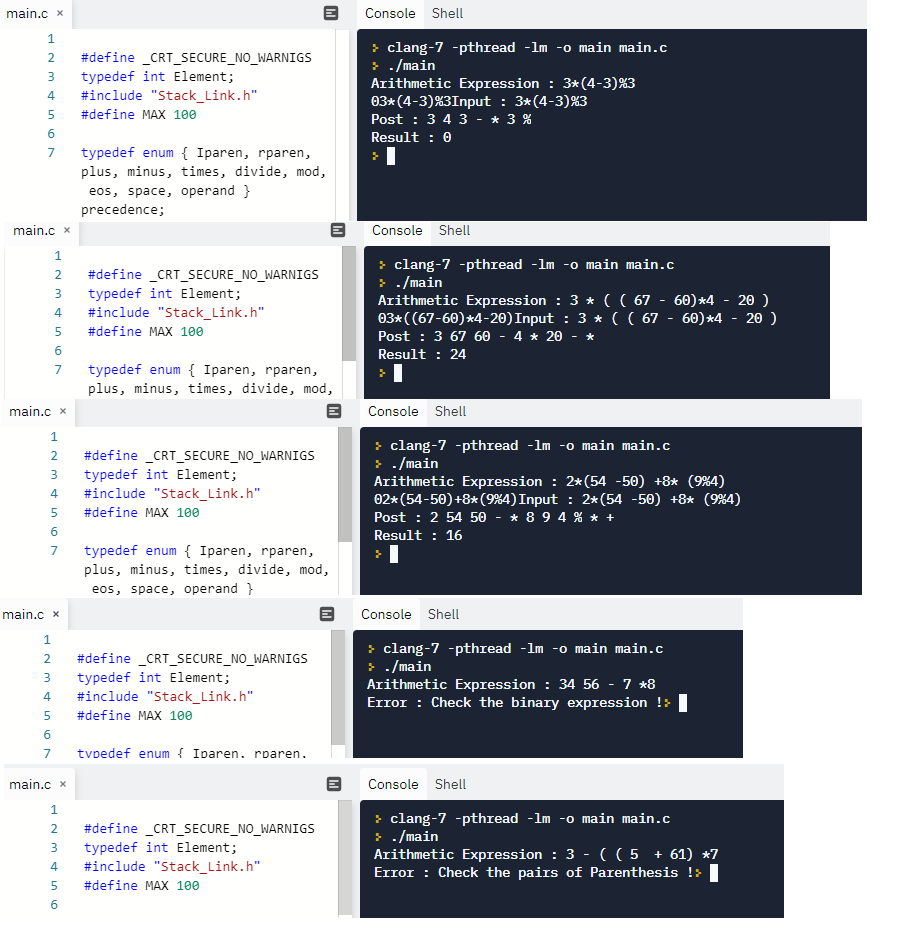 main.c ×
1
2 #define _CRT_SECURE_NO_WARNIGS
3 typedef int Element;
4 #include "Stack_Link.h"
5 #define MAX 100
6
7 typedef enum { Iparen, rparen,
plus, minus, times, divide, mod,
eos, space, operand }
precedence;
Console Shell
clang-7 -pthread -lm -o main main.c
./main
Arithmetic Expression : 3*(4-3)%3
03*(4-3)%3Input : 3*(4-3)%3
Post : 3 4 3 - * 3 %
Result : 0
main.c ×
1
2 #define _CRT_SECURE_NO_WARNIGS
3 typedef int Element;
4 #include "Stack_Link.h"
5 #define MAX 100
6
7 typedef enum { Iparen, rparen,
plus, minus, times, divide, mod,
Console Shell
clang-7 -pthread -lm -o main main.c
./main
Arithmetic Expression : 3 * ( ( 67 - 60)*4 - 20 )
03*((67-60)*4-20)Input : 3 * ( ( 67 - 60)*4 - 20 )
Post : 3 67 60 - 4 * 20 - *
Result : 24
main.c ×
1
2 #define _CRT_SECURE_NO_WARNIGS
3 typedef int Element;
4 #include "Stack_Link.h"
5 #define MAX 100
6
7 typedef enum { Iparen, rparen,
plus, minus, times, divide, mod,
eos, space, operand }
Console Shell
clang-7 -pthread -lm -o main main.c
./main
Arithmetic Expression : 2*(54 -50) +8* (9%4)
02*(54-50)+8*(9%4)Input : 2*(54 -50) +8* (9%4)
Post : 2 54 50 - * 8 9 4 % * +
Result : 16
main.c ×
1
2 #define _CRT_SECURE_NO_WARNIGS
3 typedef int Element;
4 #include "Stack_Link.h"
5 #define MAX 100
6
7 typedef enum { Iparen, rparen,
Console Shell
clang-7 -pthread -lm -o main main.c
./main
Arithmetic Expression : 34 56 - 7 *8
Error : Check the binary expression !
main.c ×
1
2 #define _CRT_SECURE_NO_WARNIGS
3 typedef int Element;
4 #include "Stack_Link.h"
5 #define MAX 100
6
Console Shell
clang-7 -pthread -lm -o main main.c
./main
Arithmetic Expression : 3 - ( ( 5  + 61) *7
Error : Check the pairs of Parenthesis !